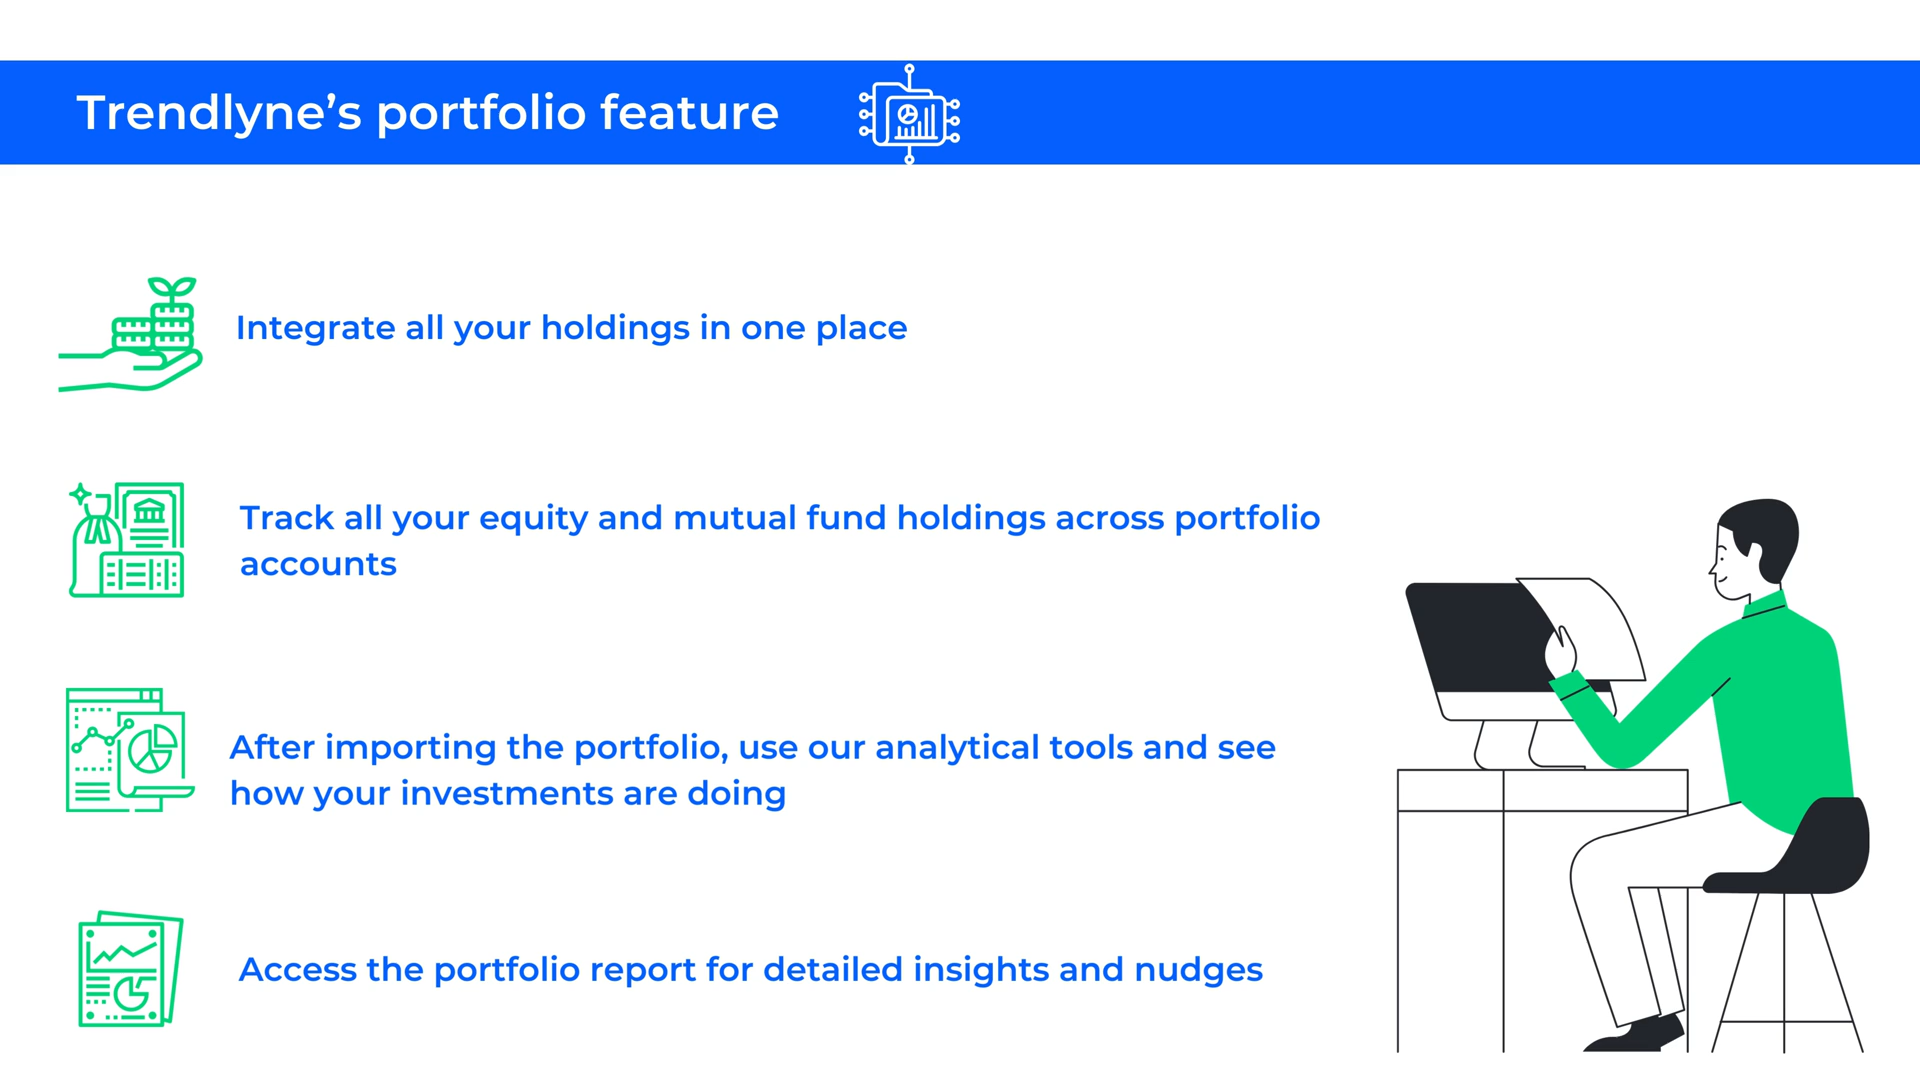 Trendlyne’s portfolio feature
Integrate all your holdings in one place
Track all your equity and mutual fund holdings across portfolio
accounts
After importing the portfolio, use our analytical tools and see
how your investments are doing
Access the portfolio report for detailed insights and nudges